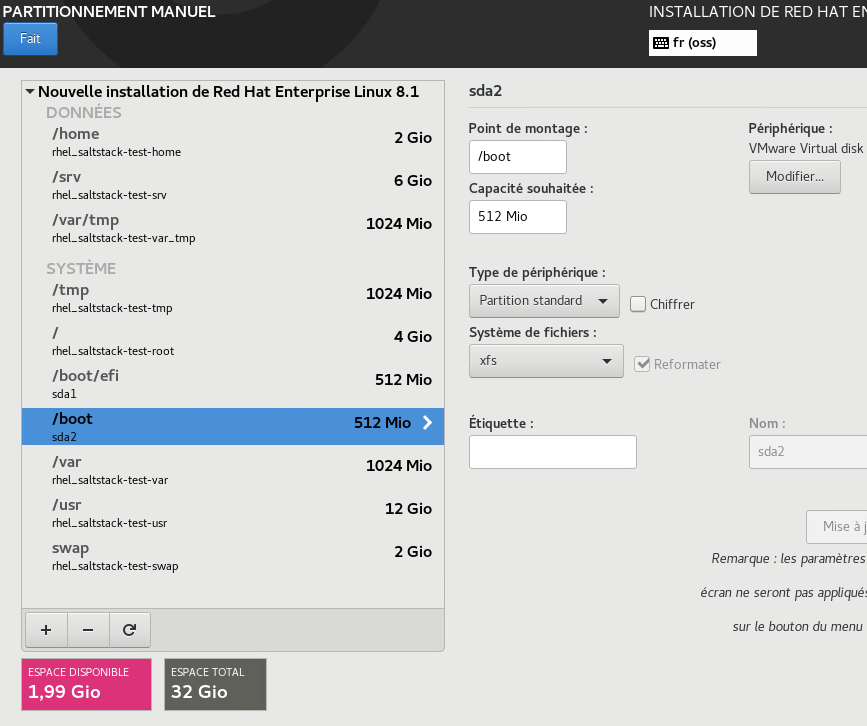 PARTITIONNEMENT MANUEL
INSTALLATION DE RED HAT EN
Fait
fr (oss)
Nouvelle installation de Red Hat Enterprise Linux 8.1
DONNÉES
/home
2 Gio
rhel_saltstack-test-home
/srv
6 Gio
rhel_saltstack-test-srv
/var/tmp
1024 Mio
rhel_saltstack-test-var_tmp
SYSTÈME
/tmp
1024 Mio
rhel_saltstack-test-tmp
/
4 Gio
rhel_saltstack-test-root
/boot/efi
512 Mio
sda1
/boot
512 Mio
sda2
/var
1024 Mio
rhel_saltstack-test-var
/usr
12 Gio
rhel_saltstack-test-usr
swap
2 Gio
rhel_saltstack-test-swap
ESPACE DISPONIBLE
1,99 Gio
ESPACE TOTAL
32 Gio
sda2
Point de montage :
/boot
Capacité souhaitée :
512 Mio
Périphérique :
VMware Virtual disk
Modifier...
Type de périphérique :
Partition standard
Chiffrer
Système de fichiers :
xfs
Reformater
Étiquette :
Nom :
sda2
Mise à j
Remarque : les paramètres
écran ne seront pas appliqués
sur le bouton du menu